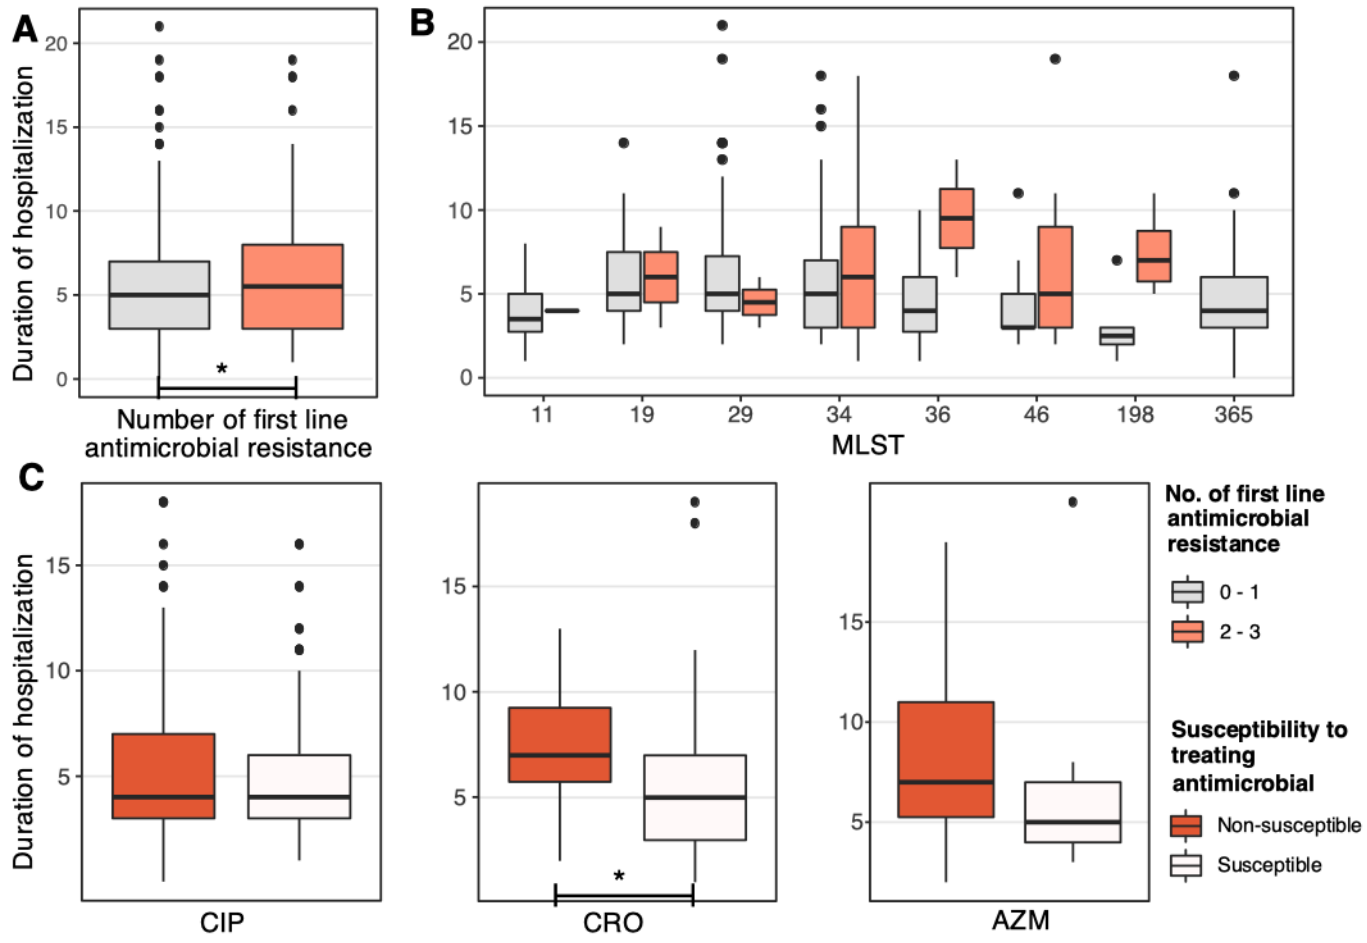 A
B
Duration of hospitalization
20
15
10
5
0
*
Number of first line
antimicrobial resistance
20
15
10
5
0
11 19 29 34 36 46 198 365
MLST
C
Duration of hospitalization
15
10
5
CIP
15
10
5
*
CRO
15
10
5
AZM
No. of first line
antimicrobial
resistance
0 - 1
2 - 3
Susceptibility to
treating
antimicrobial
Non-susceptible
Susceptible